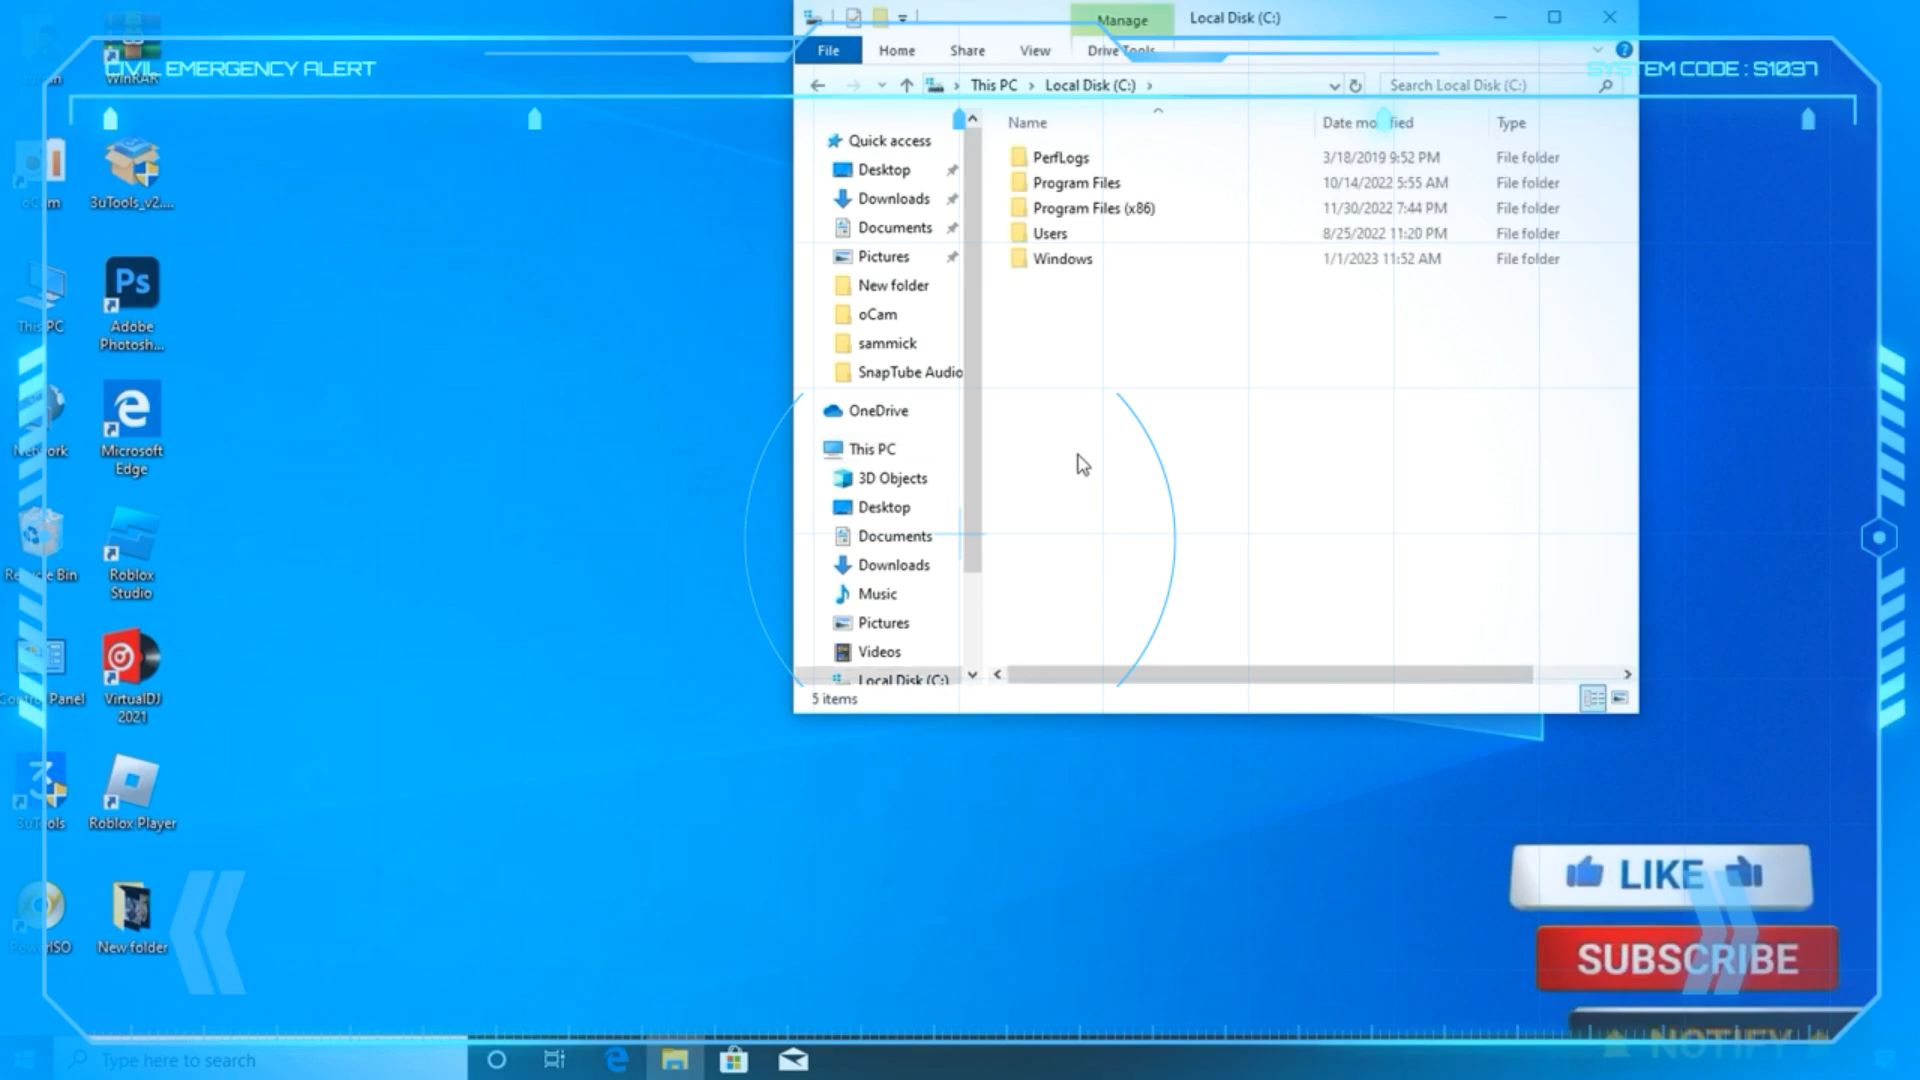 Manage
Local Disk (C:)
File
Home
Share
View
Drive Tools
CIVIL EMERGENCY ALERT
SYSTEM CODE : S1037
This PC
Local Disk (C:)
Search Local Disk (C:)
Name
Date modified
Type
Quick access
Desktop
Downloads
Documents
Pictures
New folder
oCam
sammick
SnapTube Audio
OneDrive
This PC
3D Objects
Desktop
Documents
Downloads
Music
Pictures
Videos
Local Disk (C:)
PerfLogs
3/18/2019 9:52 PM
File folder
Program Files
10/14/2022 5:55 AM
File folder
Program Files (x86)
11/30/2022 7:44 PM
File folder
Users
8/25/2022 11:20 PM
File folder
Windows
1/1/2023 11:52 AM
File folder
5 items
WinRAR
oCam
3uTools_v2....
This PC
Ps
Adobe
Photosh...
Network
Microsoft
Edge
Recycle Bin
Roblox
Studio
Control Panel
VirtualDJ
2021
3uTools
Roblox Player
PowerISO
New folder
LIKE
SUBSCRIBE
NOTIFY
Type here to search